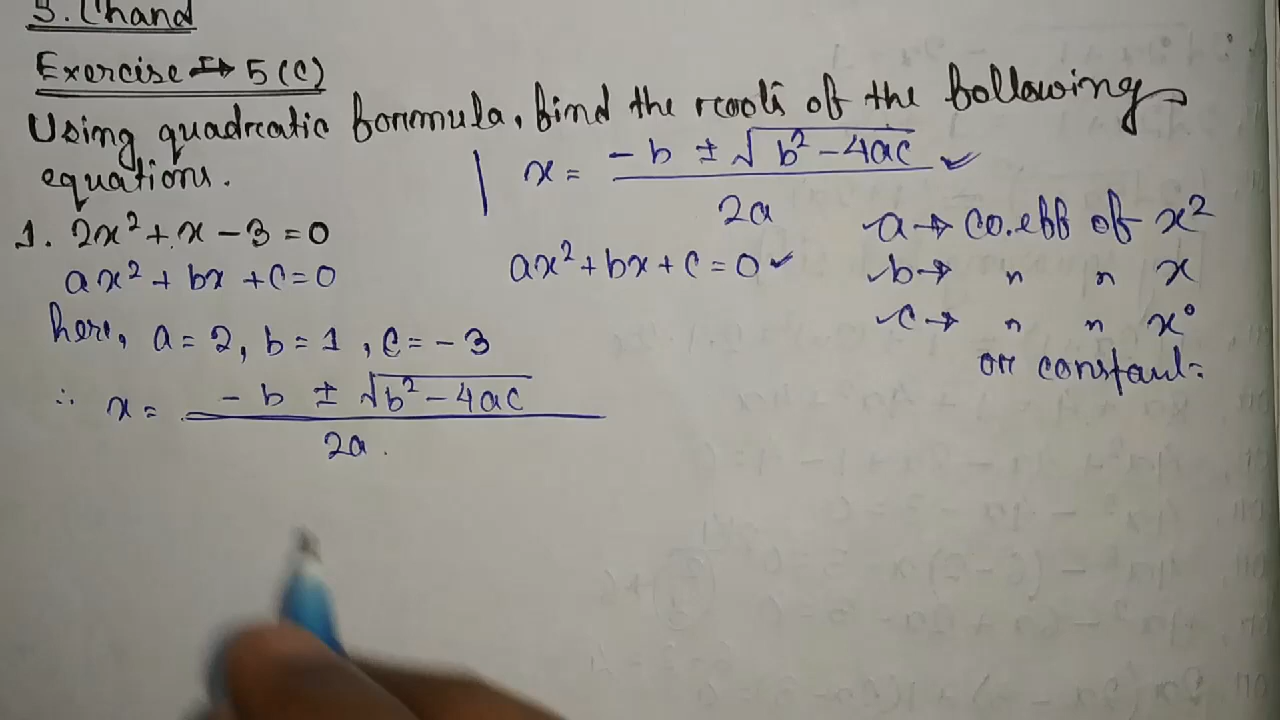 S. Chand
Exercise → 5(C)
Using quadratic formula, find the roots of the following
equations.
x = (-b ± √(b² - 4ac)) / 2a ✓
1. 2x² + x - 3 = 0
ax² + bx + c = 0
ax² + bx + c = 0 ✓
a → co.eff of x²
b → " " x
c → " " x⁰
or constant
here, a = 2, b = 1, c = -3
∴ x = (-b ± √(b² - 4ac)) / 2a.